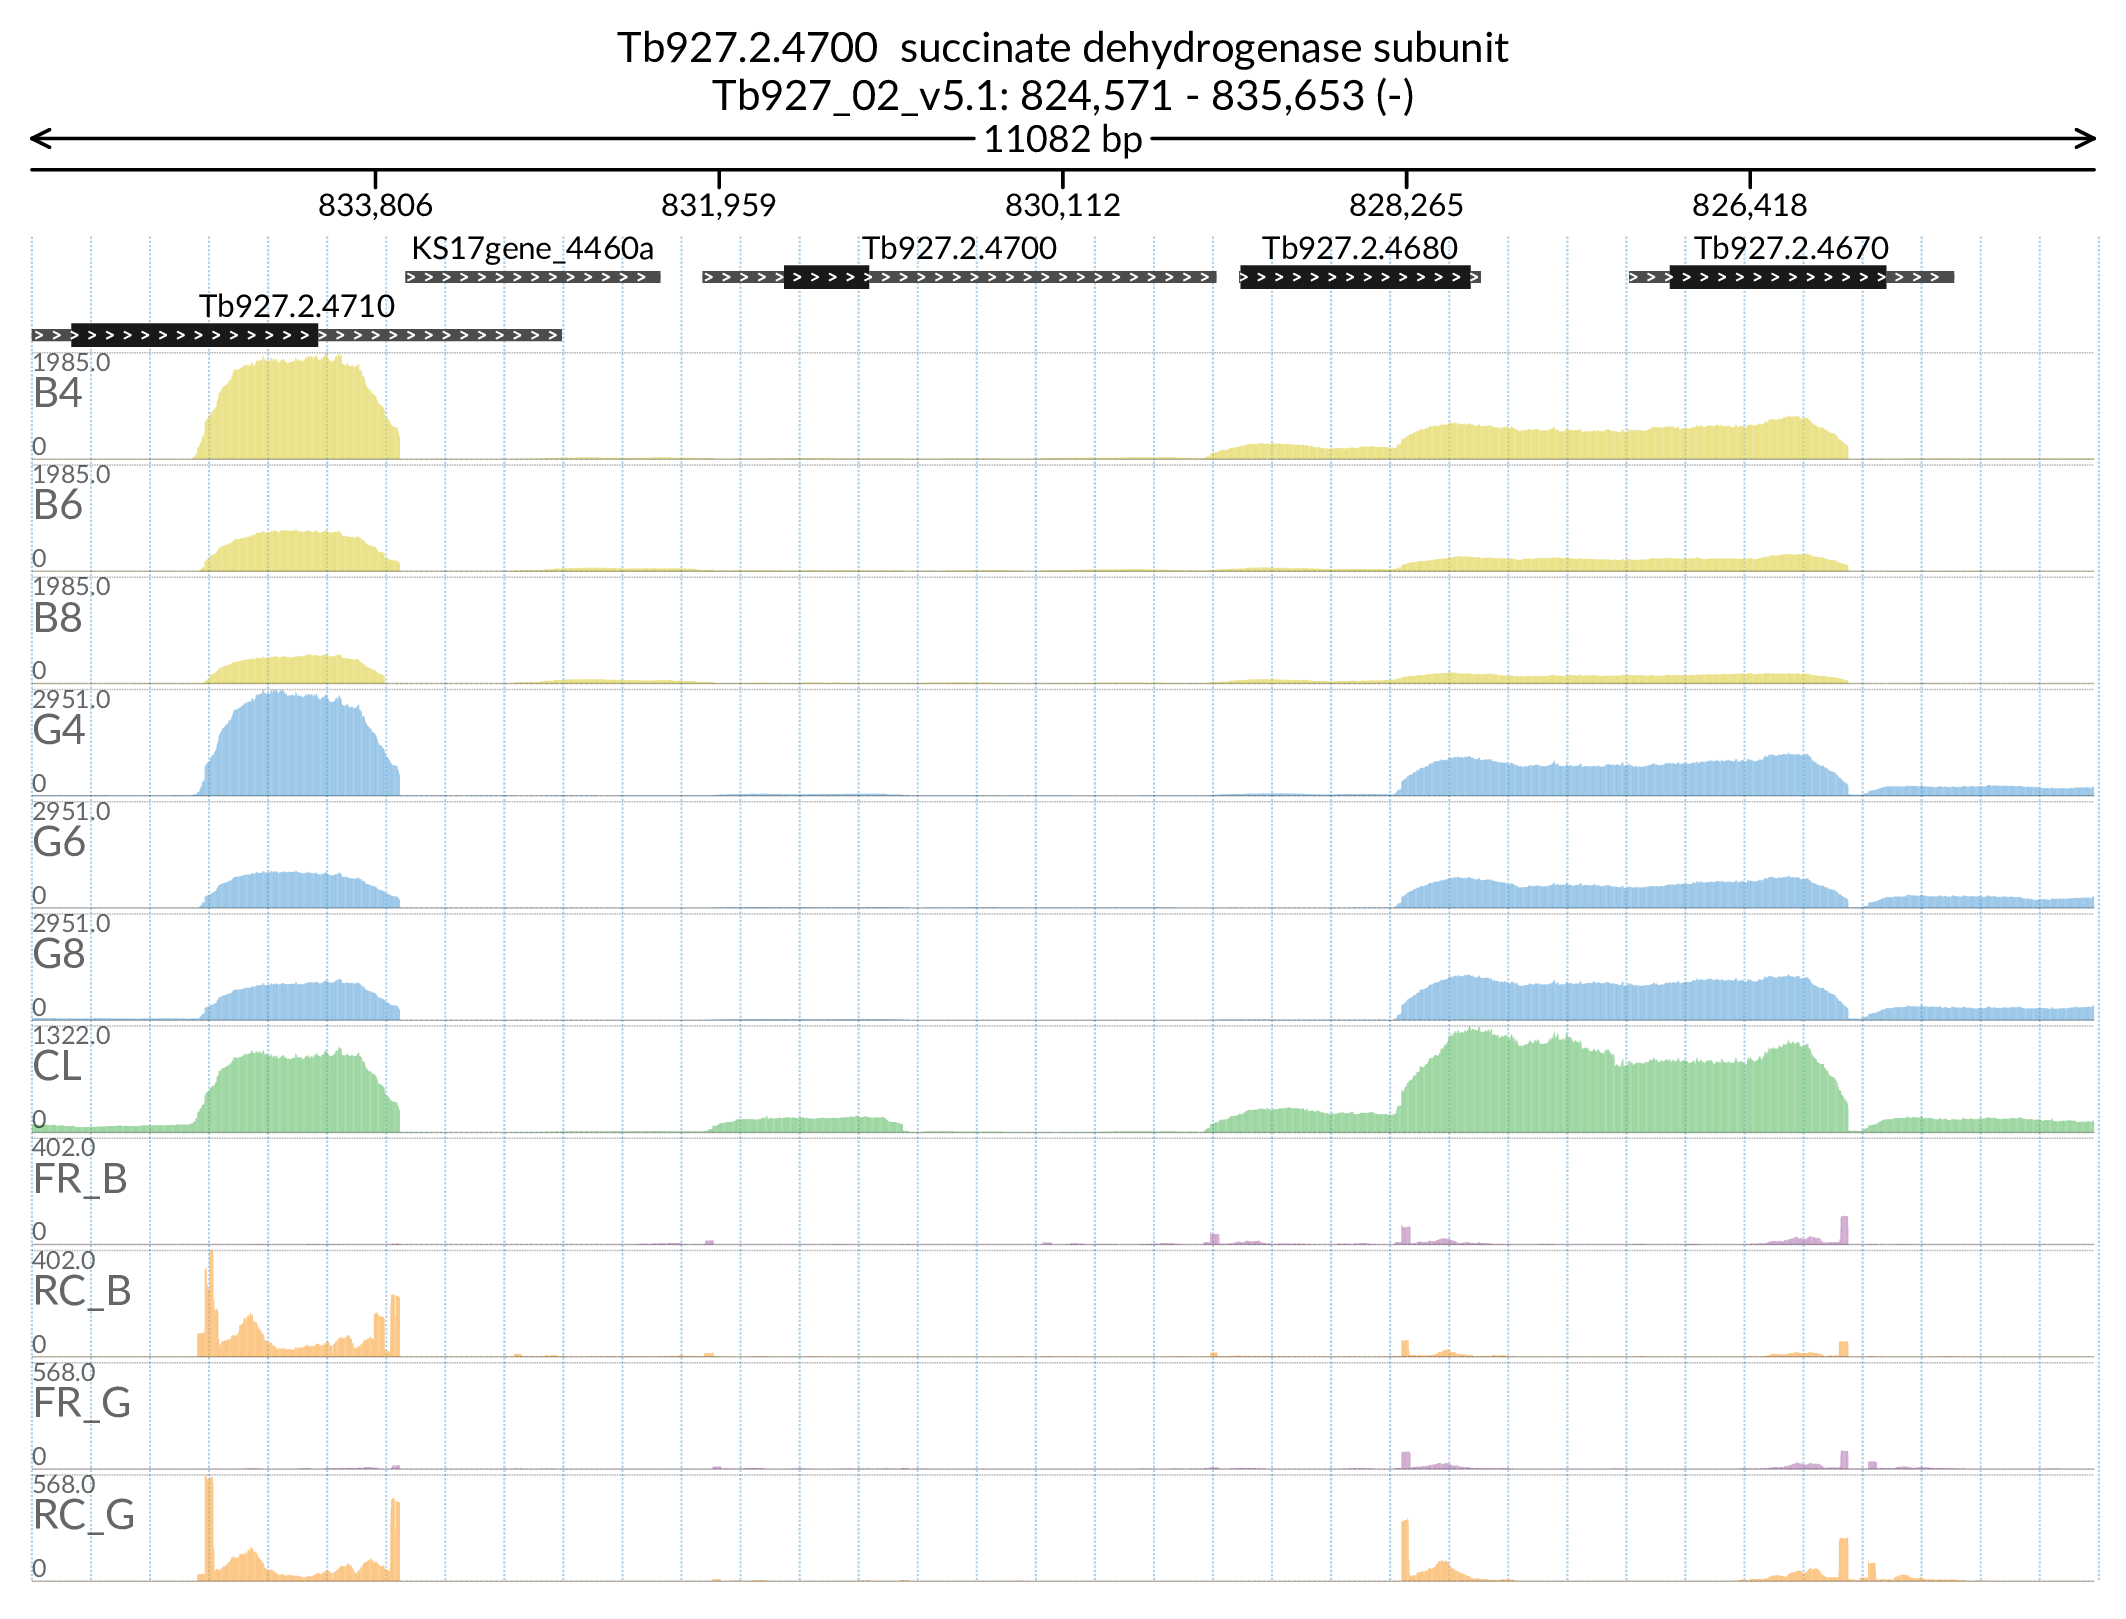 Tb927.2.4700 succinate dehydrogenase subunit
Tb927_02_v5.1: 824,571 - 835,653 (-)
11082 bp
833,806 831,959 830,112 828,265 826,418
KS17gene_4460a Tb927.2.4700 Tb927.2.4680 Tb927.2.4670
Tb927.2.4710
1985.0
B4
0
1985.0
B6
0
1985.0
B8
0
2951.0
G4
0
2951.0
G6
0
2951.0
G8
0
1322.0
CL
0
402.0
FR_B
0
402.0
RC_B
0
568.0
FR_G
0
568.0
RC_G
0